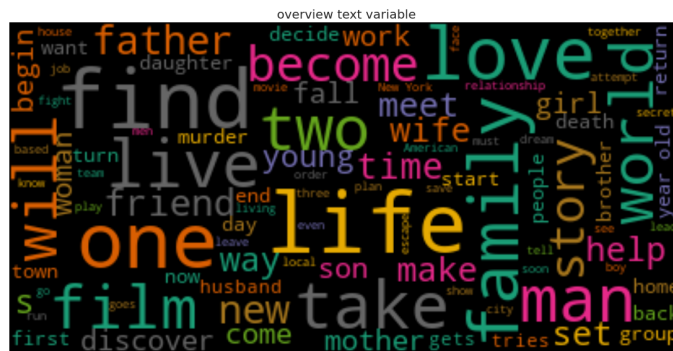 overview text variable
house
begin
want
father
decide
work
face
together
return
job
daughter
become
love
world
fight
find
movie
New York
relationship
attempt
fall
meet
girl
secret
men
murder
two
wife
American
must
death
dream
will
based
woman
turn
live
young
time
family
story
brother
year old
team
know
order
start
people
friend
end
three
plan
save
play
living
life
escape
day
even
see
lead
one
leave
way
local
tell
help
town
now
son
make
soon
boy
s
go
film
goes
husband
take
show
city
man
home
run
new
back
first
discover
come
mother
gets
tries
set
group